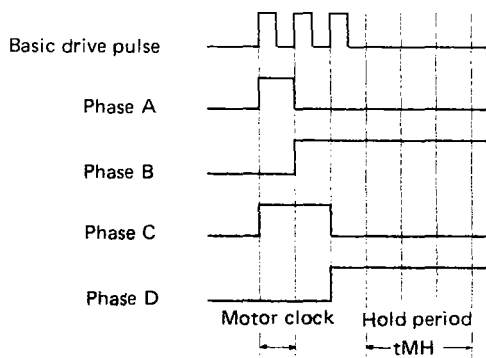 Basic drive pulse
Phase A
Phase B
Phase C
Phase D
Motor clock
Hold period
tMH